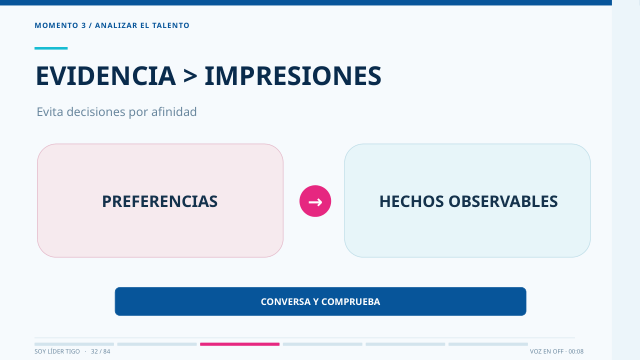 MOMENTO 3 / ANALIZAR EL TALENTO
EVIDENCIA > IMPRESIONES
Evita decisiones por afinidad
PREFERENCIAS
→
HECHOS OBSERVABLES
CONVERSA Y COMPRUEBA
SOY LÍDER TIGO · 32 / 84
VOZ EN OFF · 00:08